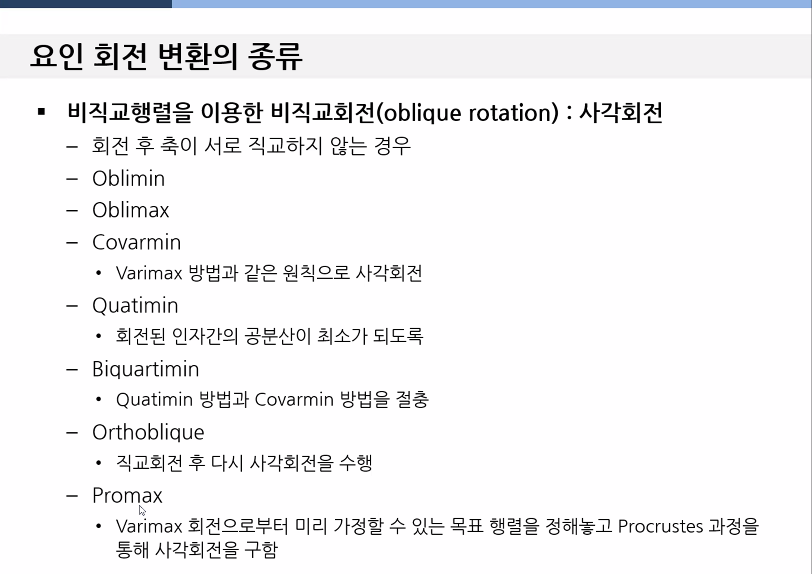 요인 회전 변환의 종류
▪ 비직교행렬을 이용한 비직교회전(oblique rotation) : 사각회전
– 회전 후 축이 서로 직교하지 않는 경우
– Oblimin
– Oblimax
– Covarmin
• Varimax 방법과 같은 원칙으로 사각회전
– Quatimin
• 회전된 인자간의 공분산이 최소가 되도록
– Biquartimin
• Quatimin 방법과 Covarmin 방법을 절충
– Orthoblique
• 직교회전 후 다시 사각회전을 수행
– Promax
• Varimax 회전으로부터 미리 가정할 수 있는 목표 행렬을 정해놓고 Procrustes 과정을
통해 사각회전을 구함